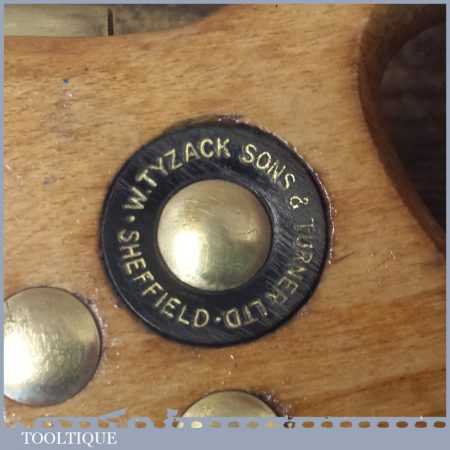 · W. TYZACK SONS & TURNER LTD · SHEFFIELD
TOOLTIQUE